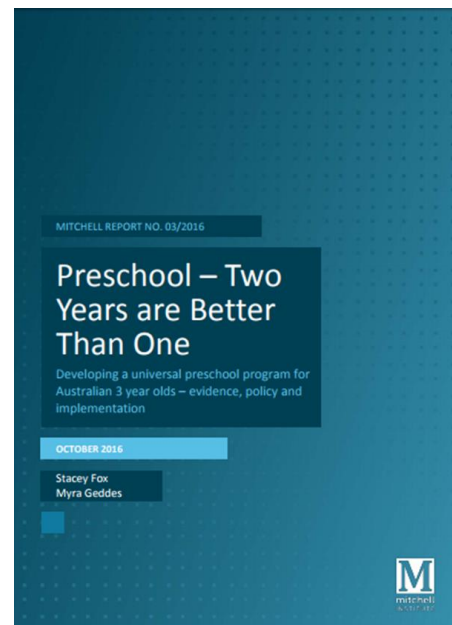 MITCHELL REPORT NO. 03/2016
Preschool – Two
Years are Better
Than One
Developing a universal preschool program for
Australian 3 year olds – evidence, policy and
implementation
OCTOBER 2016
Stacey Fox
Myra Geddes
M
mitchell
INSTITUTE